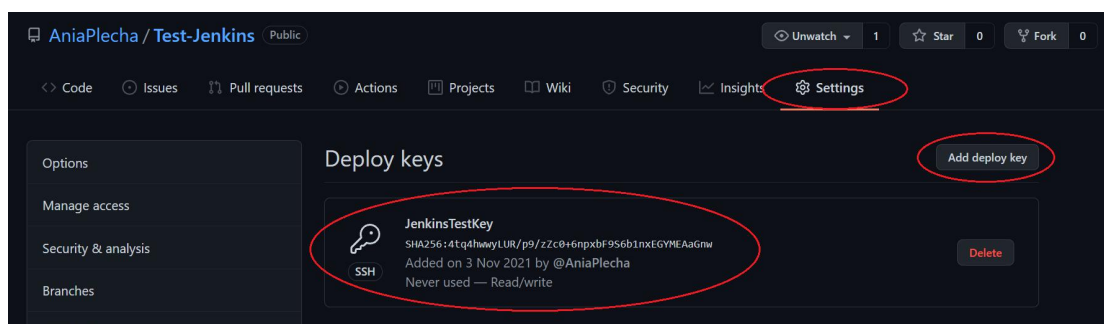 AniaPlecha / Test-Jenkins Public
Unwatch 1 Star 0 Fork 0
<> Code Issues Pull requests Actions Projects Wiki Security Insights Settings
Options
Manage access
Security & analysis
Branches
Deploy keys
Add deploy key
JenkinsTestKey
SHA256:4tq4hwwyLUR/p9/zZc0+6npxbF9S6b1nxEGYMEAaGnw
Added on 3 Nov 2021 by @AniaPlecha
Never used — Read/write
SSH
Delete